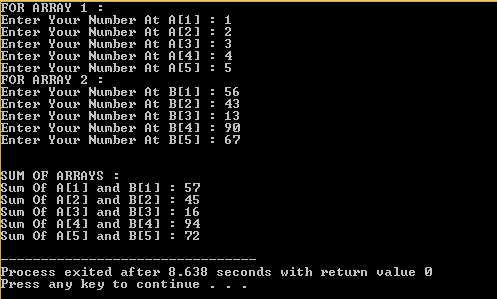 FOR ARRAY 1 :
Enter Your Number At A[1] : 1
Enter Your Number At A[2] : 2
Enter Your Number At A[3] : 3
Enter Your Number At A[4] : 4
Enter Your Number At A[5] : 5
FOR ARRAY 2 :
Enter Your Number At B[1] : 56
Enter Your Number At B[2] : 43
Enter Your Number At B[3] : 13
Enter Your Number At B[4] : 90
Enter Your Number At B[5] : 67
SUM OF ARRAYS :
Sum Of A[1] and B[1] : 57
Sum Of A[2] and B[2] : 45
Sum Of A[3] and B[3] : 16
Sum Of A[4] and B[4] : 94
Sum Of A[5] and B[5] : 72
--------------------------------
Process exited after 8.638 seconds with return value 0
Press any key to continue . . .